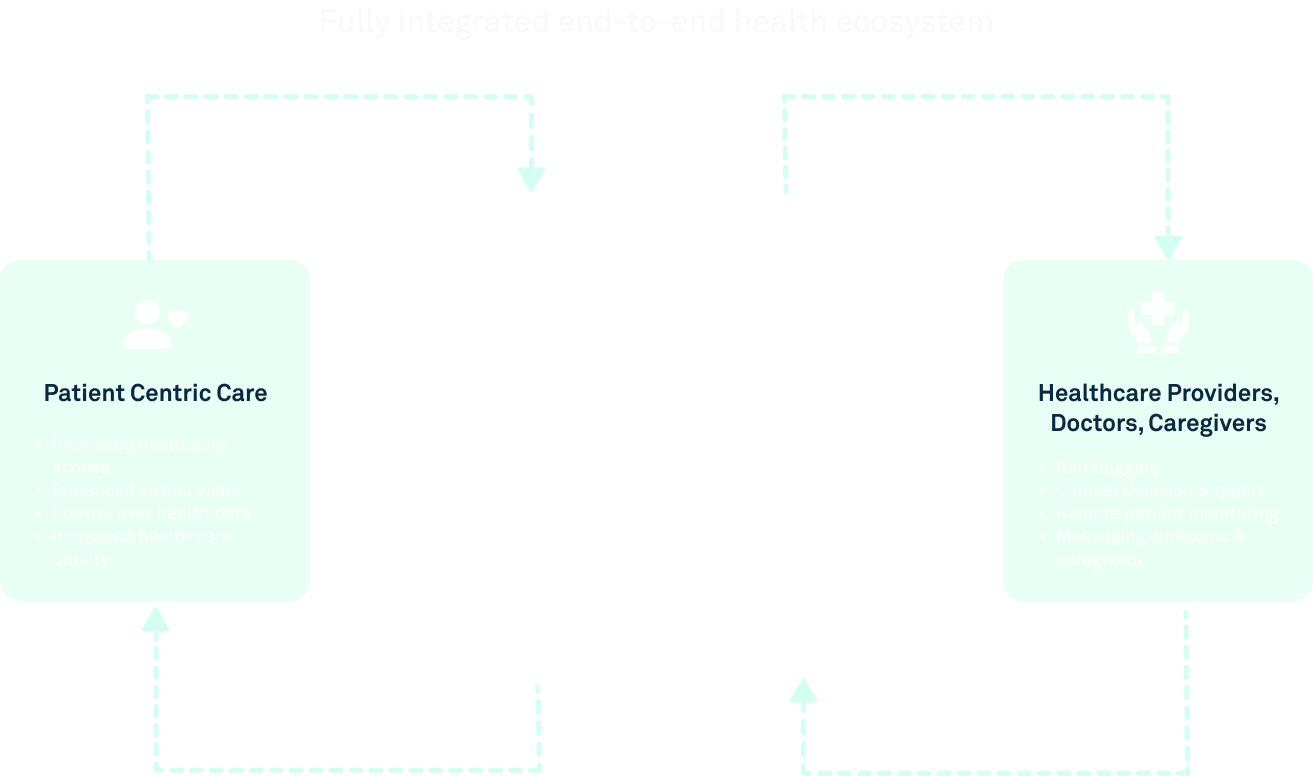 Fully integrated end-to-end health ecosystem
Patient Centric Care
• Increased healthcare
access
• Enhanced virtual visits
• Control over health data
• Increased health care
quality
Healthcare Providers,
Doctors, Caregivers
• Red flagging
• Clinical Decision Support
• Remote patient monitoring
• Messaging clinicians &
caregivers